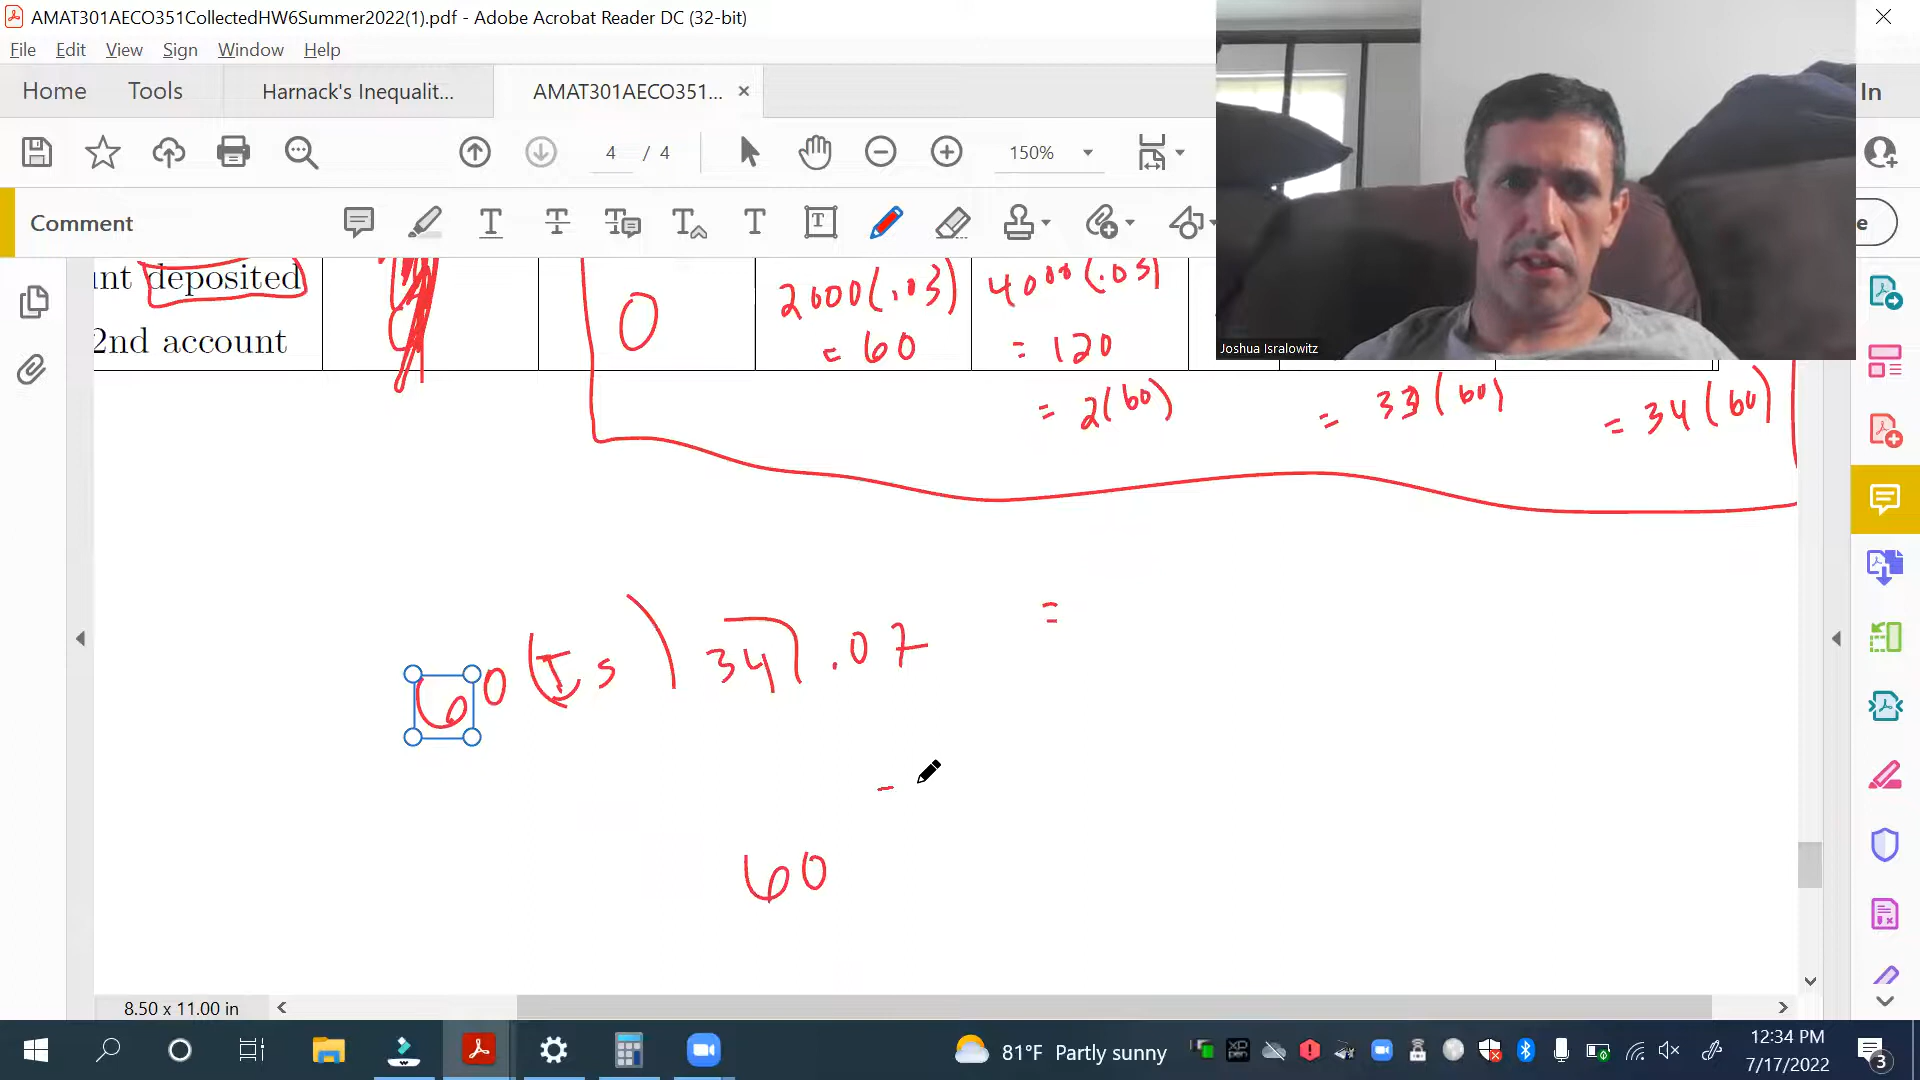 AMAT301AECO351CollectedHW6Summer2022(1).pdf - Adobe Acrobat Reader DC (32-bit)
File Edit View Sign Window Help
Home Tools Harnack's Inequalit... AMAT301AECO351... × In
4 / 4 150%
Comment e
Joshua Isralowitz
unt deposited
2nd account
0
2000(.03)
= 60
4000(.03)
= 120
= 2(60)
= 33(60)
= 34(60)
60(Is)34⌉.07 =
-
60
8.50 x 11.00 in
81°F Partly sunny
12:34 PM
7/17/2022
3